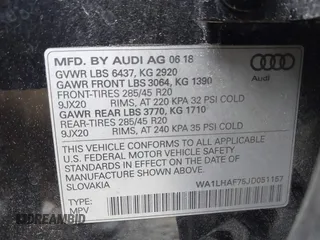 MFD. BY AUDI AG 06 18
GVWR LBS 6437, KG 2920
GAWR FRONT LBS 3064, KG 1390
FRONT-TIRES 285/45 R20
9JX20 RIMS, AT 220 KPA 32 PSI COLD
GAWR REAR LBS 3770, KG 1710
REAR-TIRES 285/45 R20
9JX20 RIMS, AT 240 KPA 35 PSI COLD
THIS VEHICLE CONFORMS TO ALL APPLICABLE
U.S. FEDERAL MOTOR VEHICLE SAFETY
STANDARDS IN EFFECT ON THE DATE OF
MANUFACTURE SHOWN ABOVE.
SLOVAKIA WA1LHAF75JD051157
TYPE:
MPV
Audi
DREAMBID